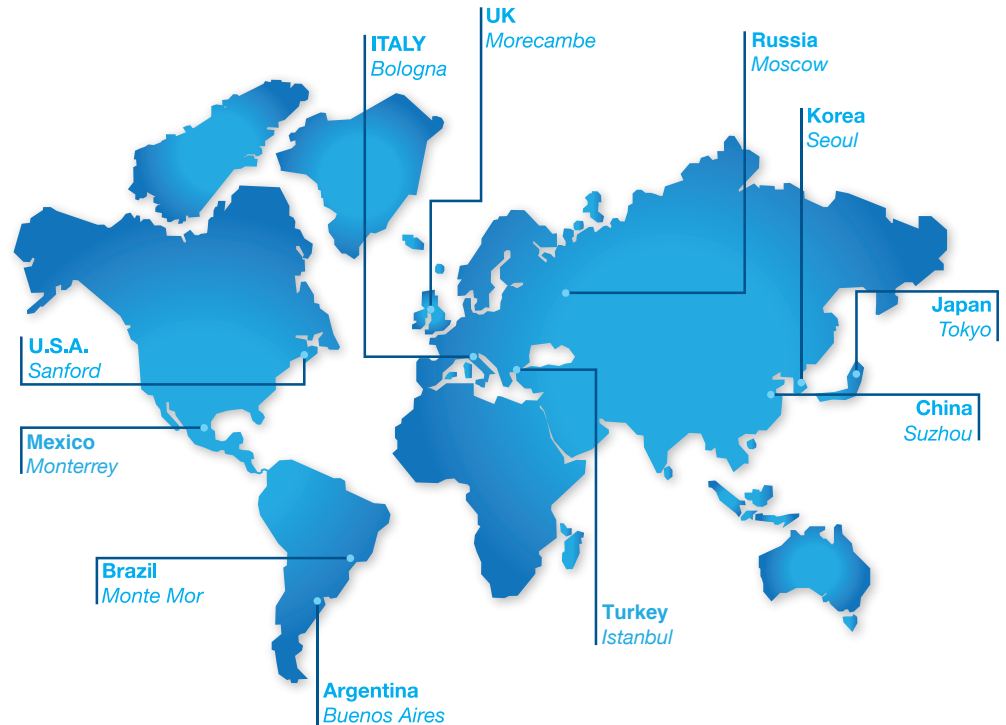 UK
Morecambe
ITALY
Bologna
Russia
Moscow
Korea
Seoul
Japan
Tokyo
U.S.A.
Sanford
China
Suzhou
Mexico
Monterrey
Brazil
Monte Mor
Turkey
Istanbul
Argentina
Buenos Aires